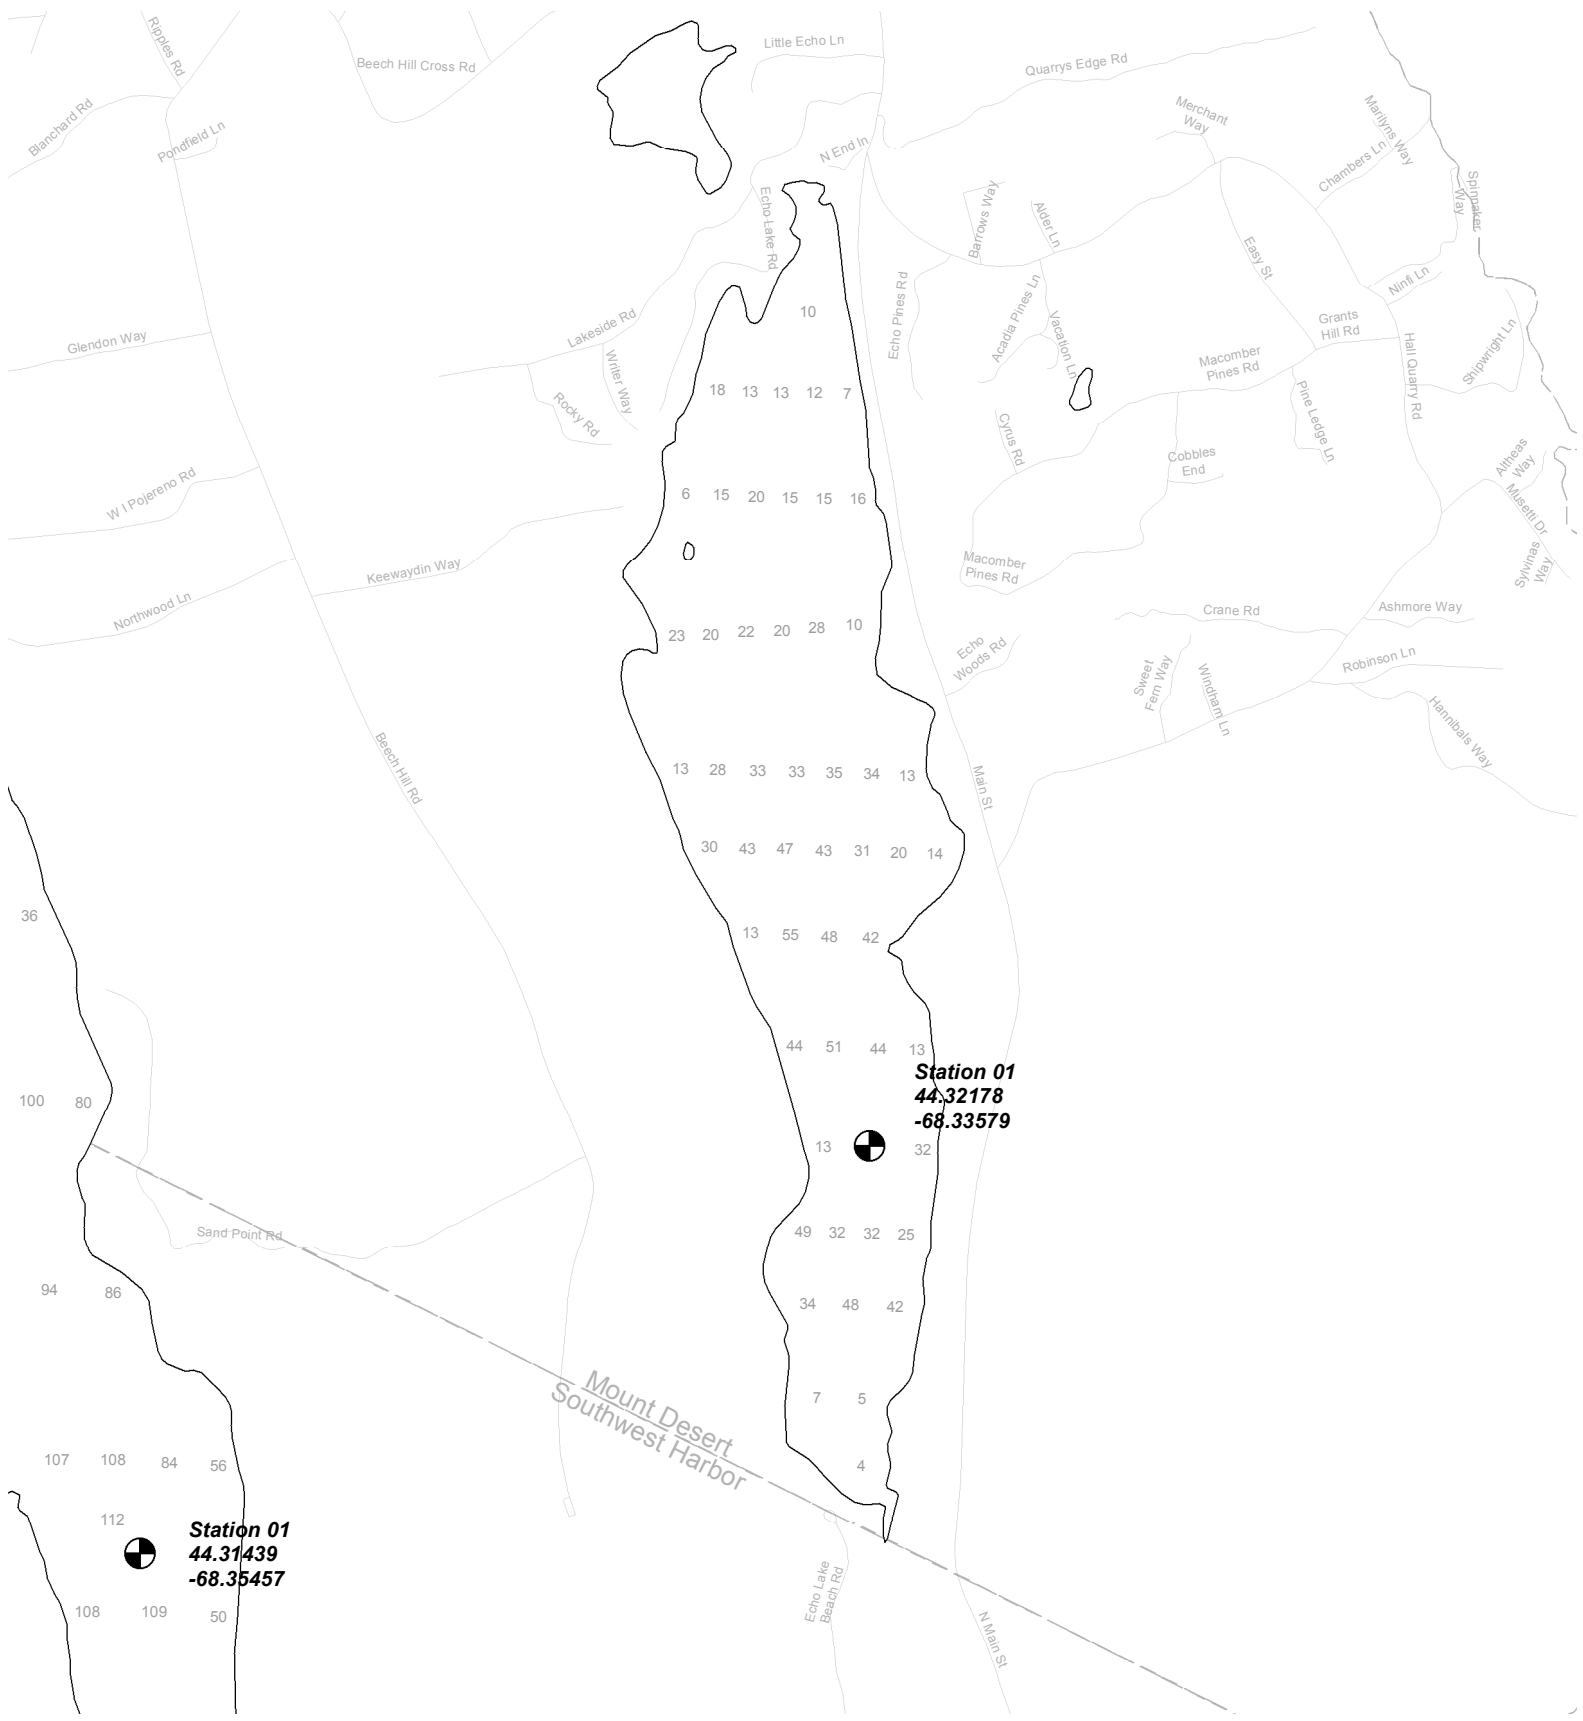 Ripples Rd
Beech Hill Cross Rd
Little Echo Ln
Quarrys Edge Rd
Blanchard Rd
Pondfield Ln
N End ln
Merchant
Way
Marilyns Way
Chambers Ln
Spinnaker
Way
Echo Lake Rd
Barrows Way
Alder Ln
Easy St
Ninfi Ln
Echo Pines Rd
Acadia Pines Ln
Vacation Ln
10
Glendon Way
Lakeside Rd
Writer Way
Rocky Rd
Grants
Hill Rd
Hall Quarry Rd
Shipwright Ln
Macomber
Pines Rd
Pine Ledge Ln
18 13 13 12 7
Cyrus Rd
Cobbles
End
Altheas
Way
Musetti Dr
Sylvinas
Way
W I Pojereno Rd
6 15 20 15 15 16
Keewaydin Way
Macomber
Pines Rd
Northwood Ln
Crane Rd
Ashmore Way
23 20 22 20 28 10
Echo
Woods Rd
Sweet
Fern Way
Windham Ln
Robinson Ln
Hannibals Way
Beech Hill Rd
13 28 33 33 35 34 13
Main St
30 43 47 43 31 20 14
36
13 55 48 42
44 51 44 13
Station 01
44.32178
-68.33579
100 80
13 32
Sand Point Rd
49 32 32 25
94 86
34 48 42
Mount Desert
Southwest Harbor
7 5
107 108 84 56
4
112
Station 01
44.31439
-68.35457
108 109 50
Echo Lake
Beach Rd
N Main St